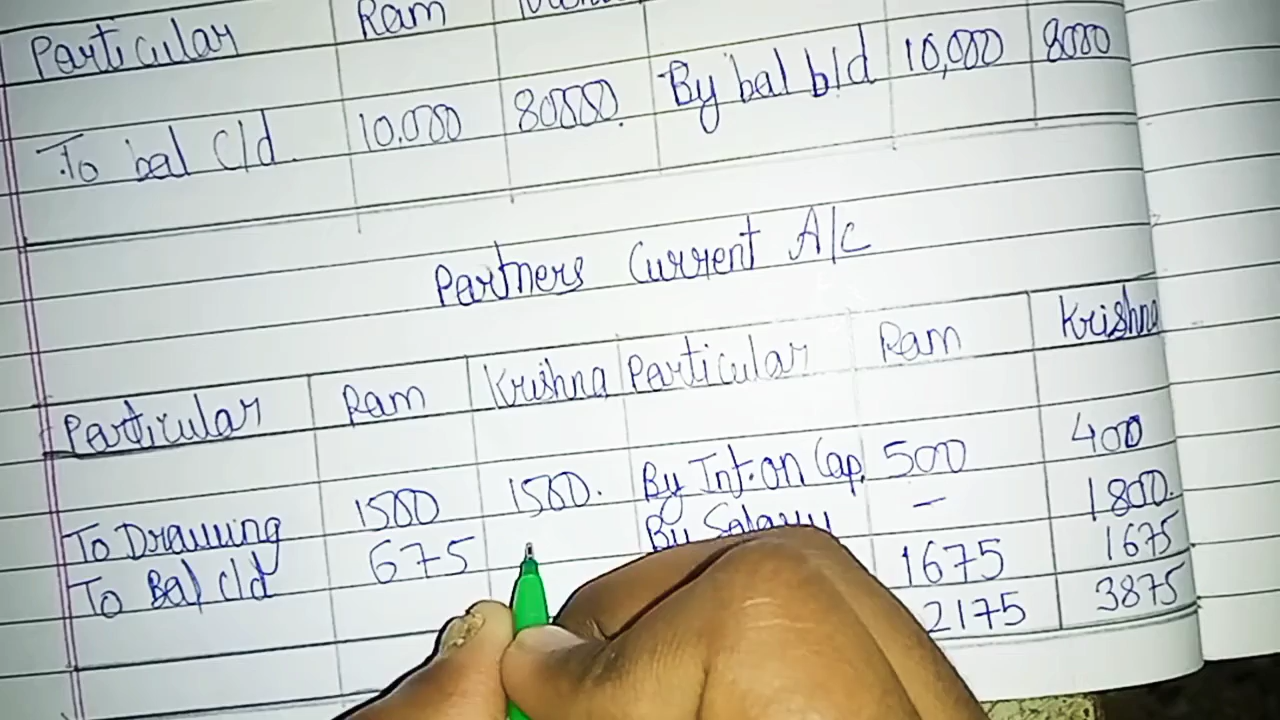 Particular Ram
To bal c/d. 10.000 80000. By bal b/d 10,000 8000
Partners Current A/c
Particular Ram Krishna Particular Ram Krishna
To Drawing 1500 1500. By Int. on Cap. 500 400
To Bal c/d 675 By Salary - 1800.
1675 1675
2175 3875